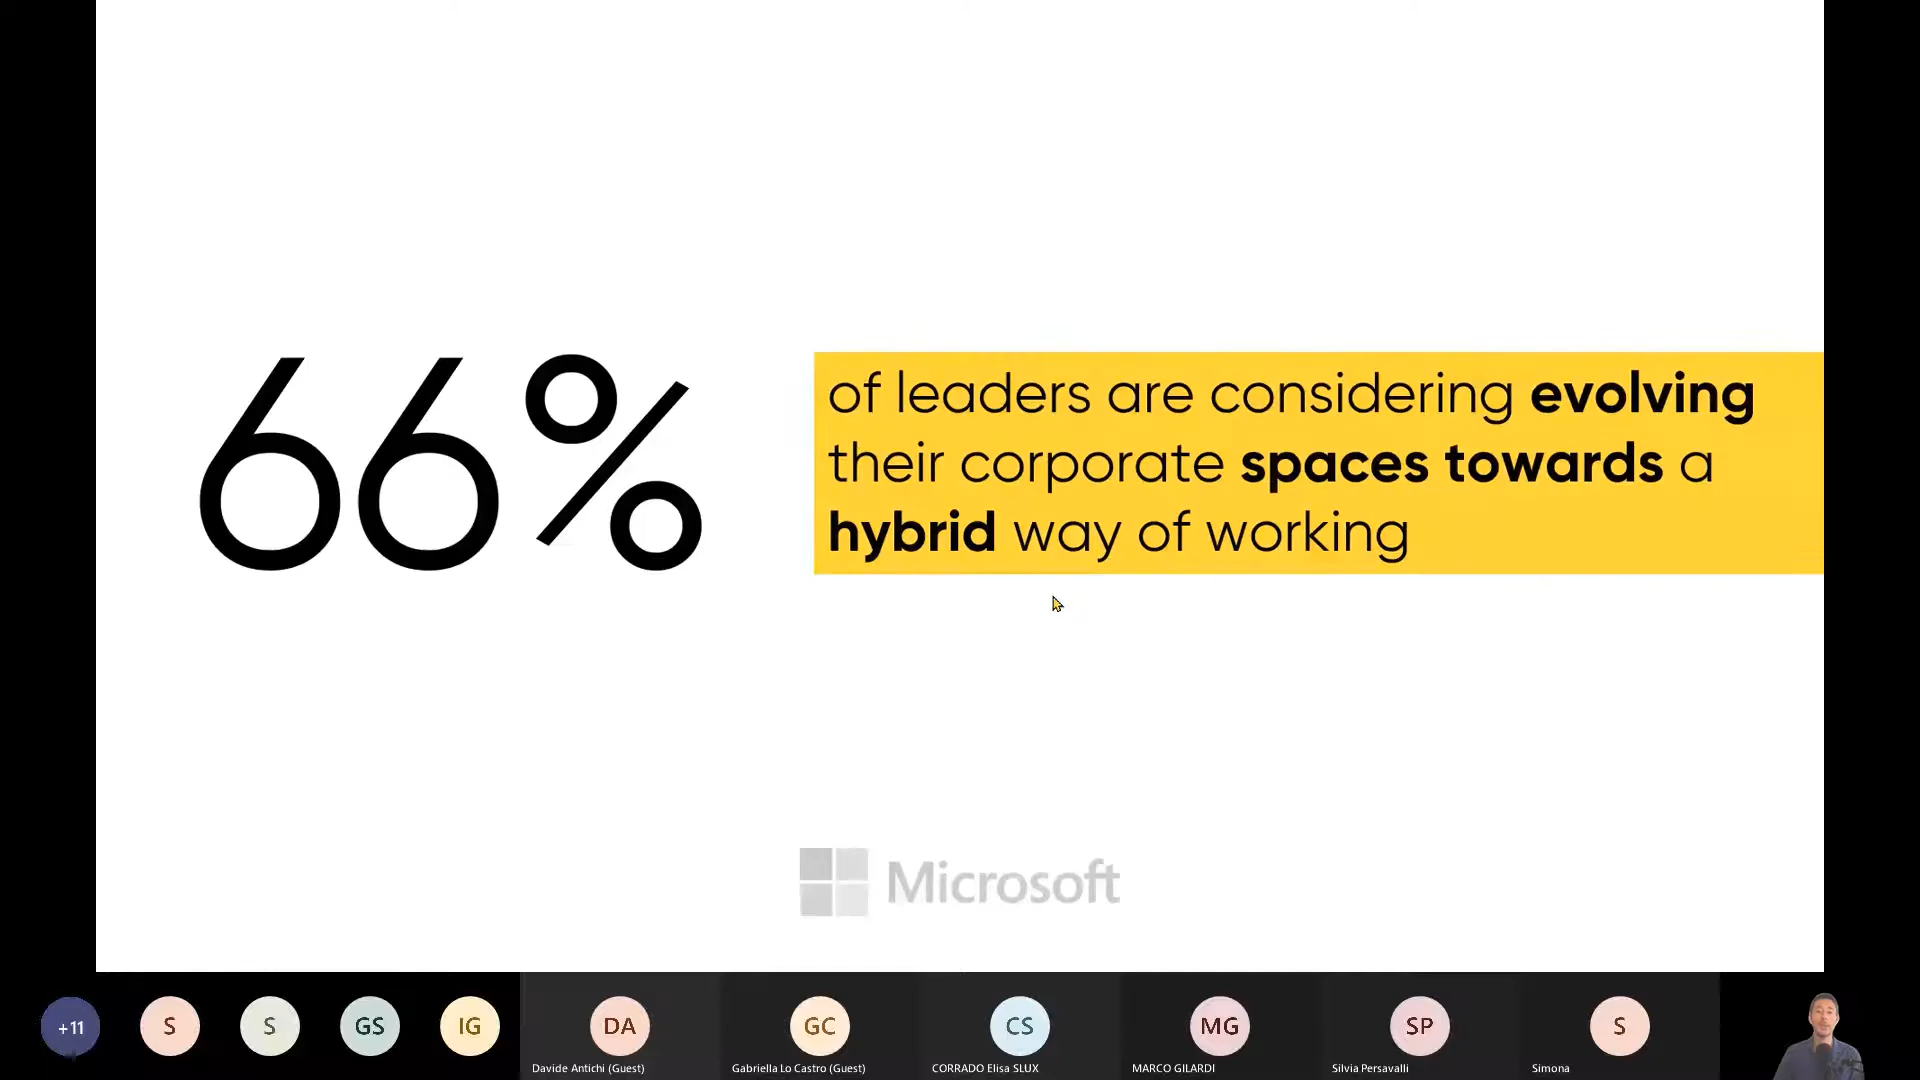 66%
of leaders are considering evolving
their corporate spaces towards a
hybrid way of working
Microsoft
+11
S
S
GS
IG
DA
GC
CS
MG
SP
S
Davide Antichi (Guest)
Gabriella Lo Castro (Guest)
CORRADO Elisa SLUX
MARCO GILARDI
Silvia Persavalli
Simona